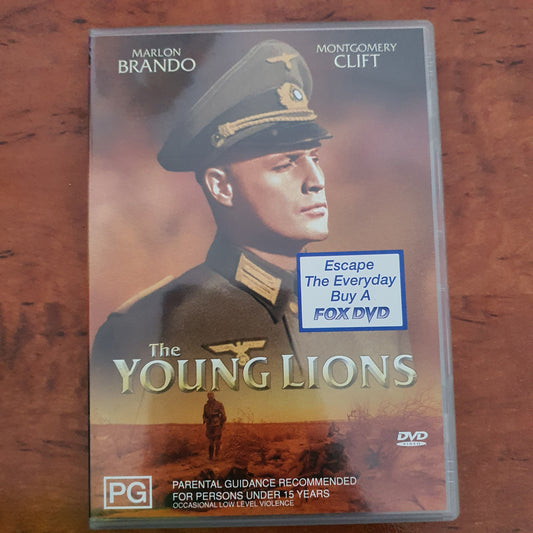 MARLON
BRANDO
MONTGOMERY
CLIFT
Escape
The Everyday
Buy A
FOX DVD
The
YOUNG LIONS
DVD
VIDEO
PG
PARENTAL GUIDANCE RECOMMENDED
FOR PERSONS UNDER 15 YEARS
OCCASIONAL LOW LEVEL VIOLENCE